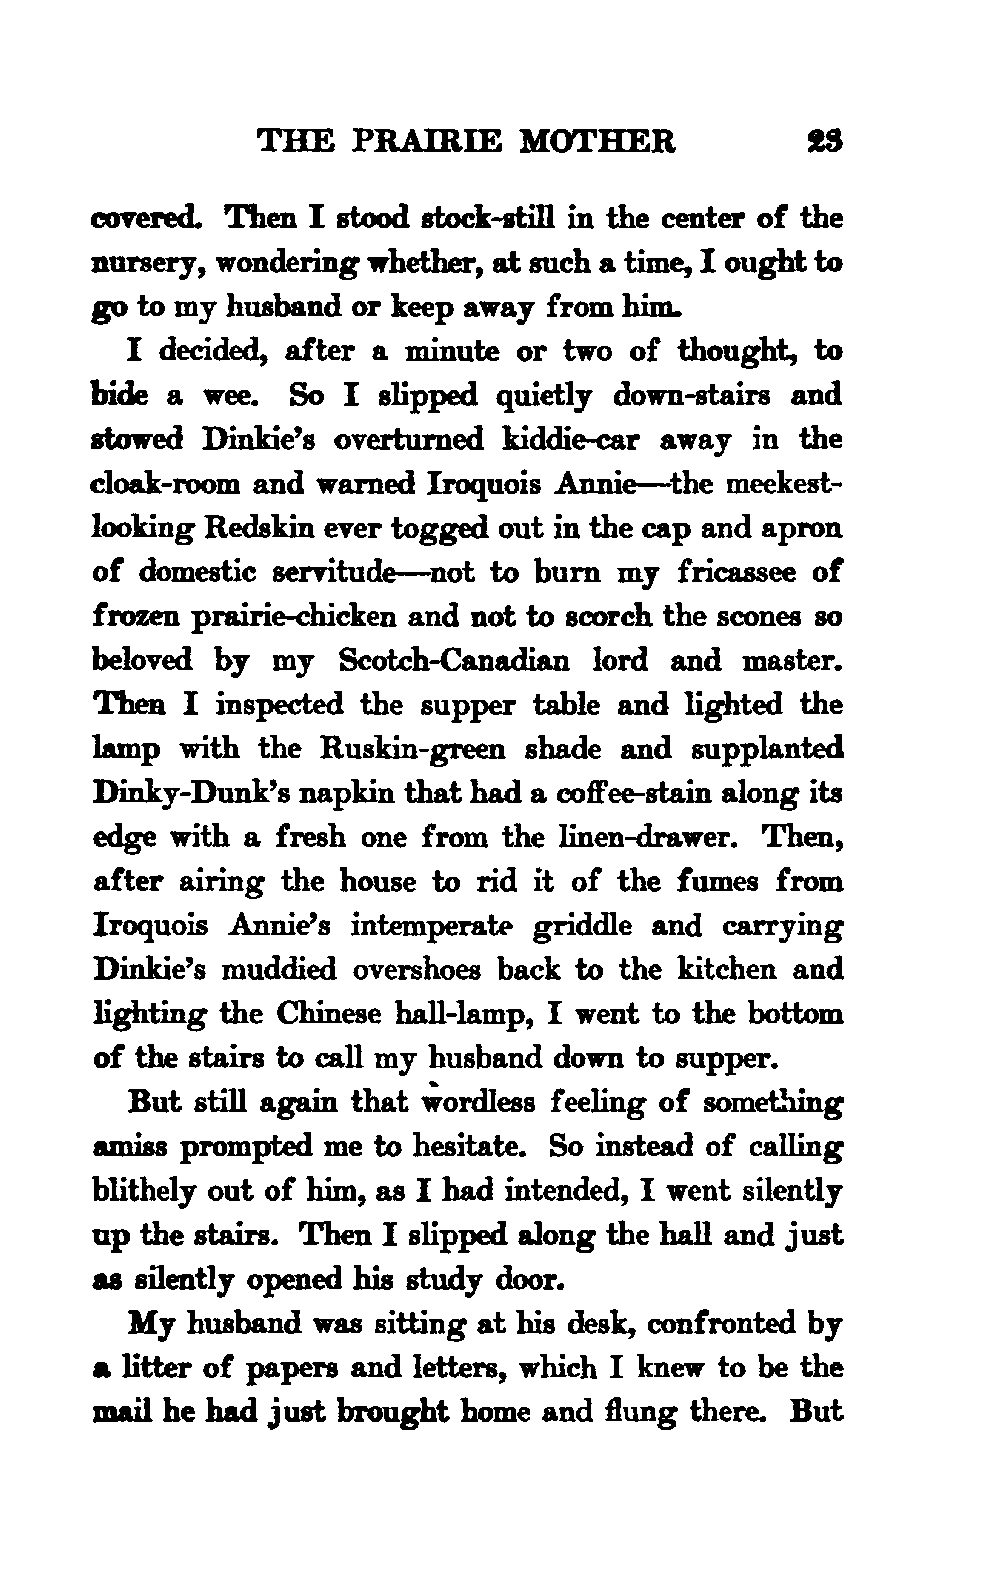 THE PRAIRIE MOTHER 23
covered. Then I stood stock-still in the center of the
nursery, wondering whether, at such a time, I ought to
go to my husband or keep away from him.
I decided, after a minute or two of thought, to
bide a wee. So I slipped quietly down-stairs and
stowed Dinkie's overturned kiddie-car away in the
cloak-room and warned Iroquois Annie—the meekest-
looking Redskin ever togged out in the cap and apron
of domestic servitude—not to burn my fricassee of
frozen prairie-chicken and not to scorch the scones so
beloved by my Scotch-Canadian lord and master.
Then I inspected the supper table and lighted the
lamp with the Ruskin-green shade and supplanted
Dinky-Dunk's napkin that had a coffee-stain along its
edge with a fresh one from the linen-drawer. Then,
after airing the house to rid it of the fumes from
Iroquois Annie's intemperate griddle and carrying
Dinkie's muddied overshoes back to the kitchen and
lighting the Chinese hall-lamp, I went to the bottom
of the stairs to call my husband down to supper.
But still again that wordless feeling of something
amiss prompted me to hesitate. So instead of calling
blithely out of him, as I had intended, I went silently
up the stairs. Then I slipped along the hall and just
as silently opened his study door.
My husband was sitting at his desk, confronted by
a litter of papers and letters, which I knew to be the
mail he had just brought home and flung there. But